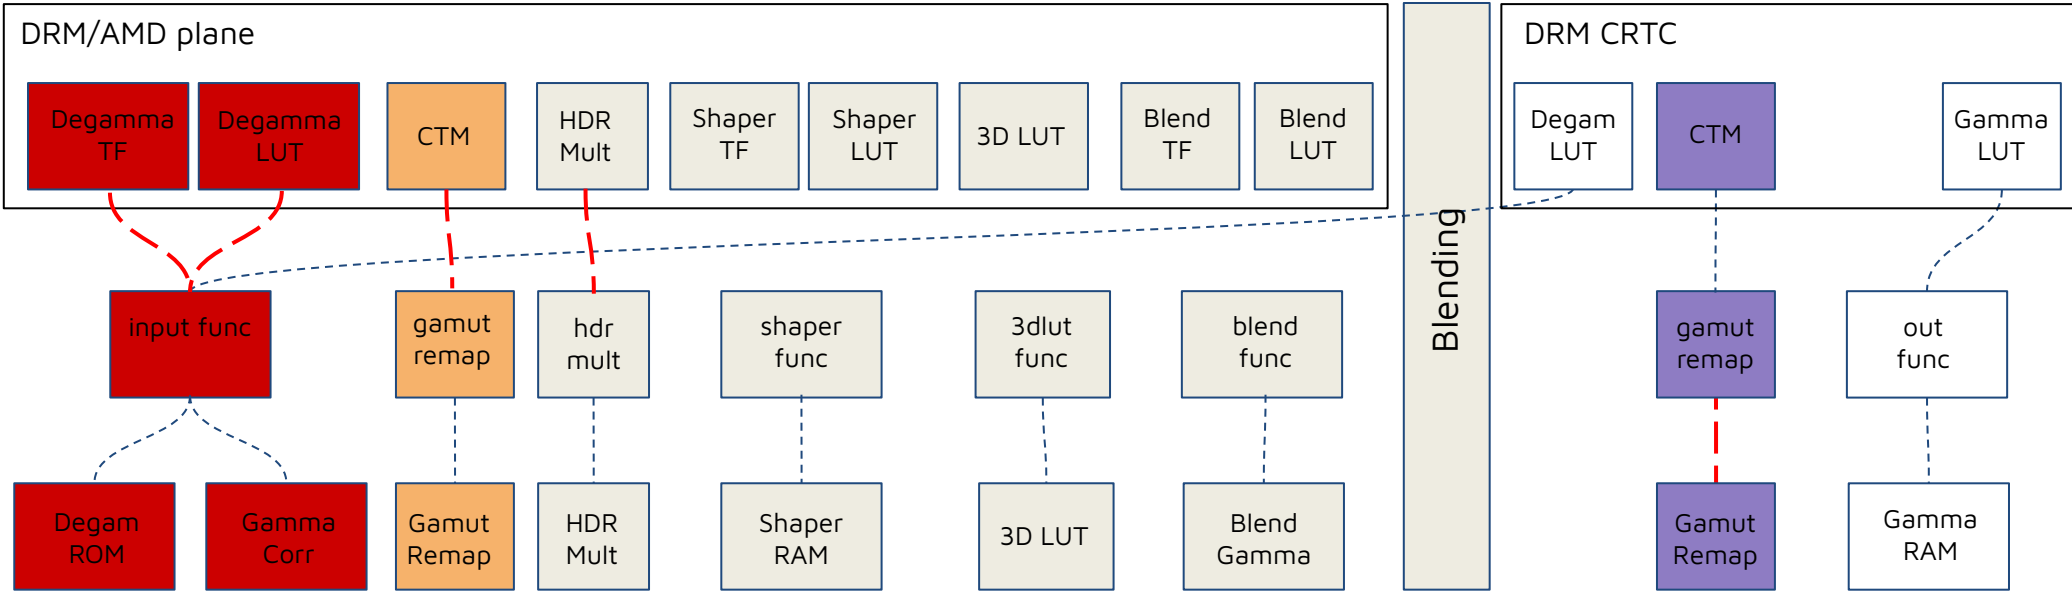 DRM/AMD plane
Degamma
TF
Degamma
LUT
CTM
HDR
Mult
Shaper
TF
Shaper
LUT
3D LUT
Blend
TF
Blend
LUT
Blending
DRM CRTC
Degam
LUT
CTM
Gamma
LUT
input func
gamut
remap
hdr
mult
shaper
func
3dlut
func
blend
func
gamut
remap
out
func
Degam
ROM
Gamma
Corr
Gamut
Remap
HDR
Mult
Shaper
RAM
3D LUT
Blend
Gamma
Gamut
Remap
Gamma
RAM